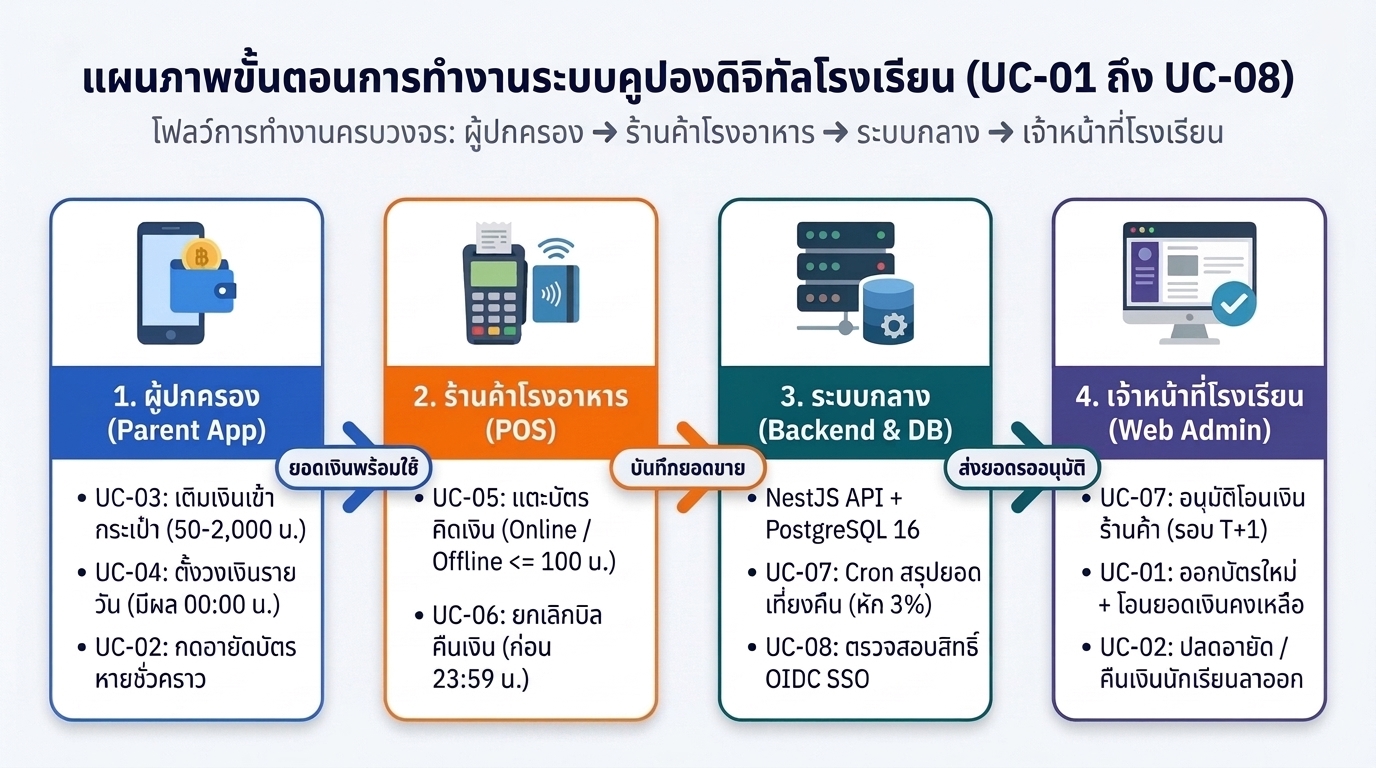 แผนภาพขั้นตอนการทำงานระบบคูปองดิจิทัลโรงเรียน (UC-01 ถึง UC-08)
โฟลว์การทำงานครบวงจร: ผู้ปกครอง → ร้านค้าโรงอาหาร → ระบบกลาง → เจ้าหน้าที่โรงเรียน
1. ผู้ปกครอง
(Parent App)
• UC-03: เติมเงินเข้า
กระเป๋า (50-2,000 น.)
• UC-04: ตั้งวงเงินราย
วัน (มีผล 00:00 น.)
• UC-02: กดอายัดบัตร
หายชั่วคราว
ยอดเงินพร้อมใช้
2. ร้านค้าโรงอาหาร
(POS)
• UC-05: แตะบัตร
คิดเงิน (Online /
Offline <= 100 น.)
• UC-06: ยกเลิกบิล
คืนเงิน (ก่อน
23:59 น.)
บันทึกยอดขาย
3. ระบบกลาง
(Backend & DB)
• NestJS API +
PostgreSQL 16
• UC-07: Cron สรุปยอด
เที่ยงคืน (หัก 3%)
• UC-08: ตรวจสอบสิทธิ์
OIDC SSO
ส่งยอดรออนุมัติ
4. เจ้าหน้าที่โรงเรียน
(Web Admin)
• UC-07: อนุมัติโอนเงิน
ร้านค้า (รอบ T+1)
• UC-01: ออกบัตรใหม่
+ โอนยอดเงินคงเหลือ
• UC-02: ปลดอายัด /
คืนเงินนักเรียนลาออก